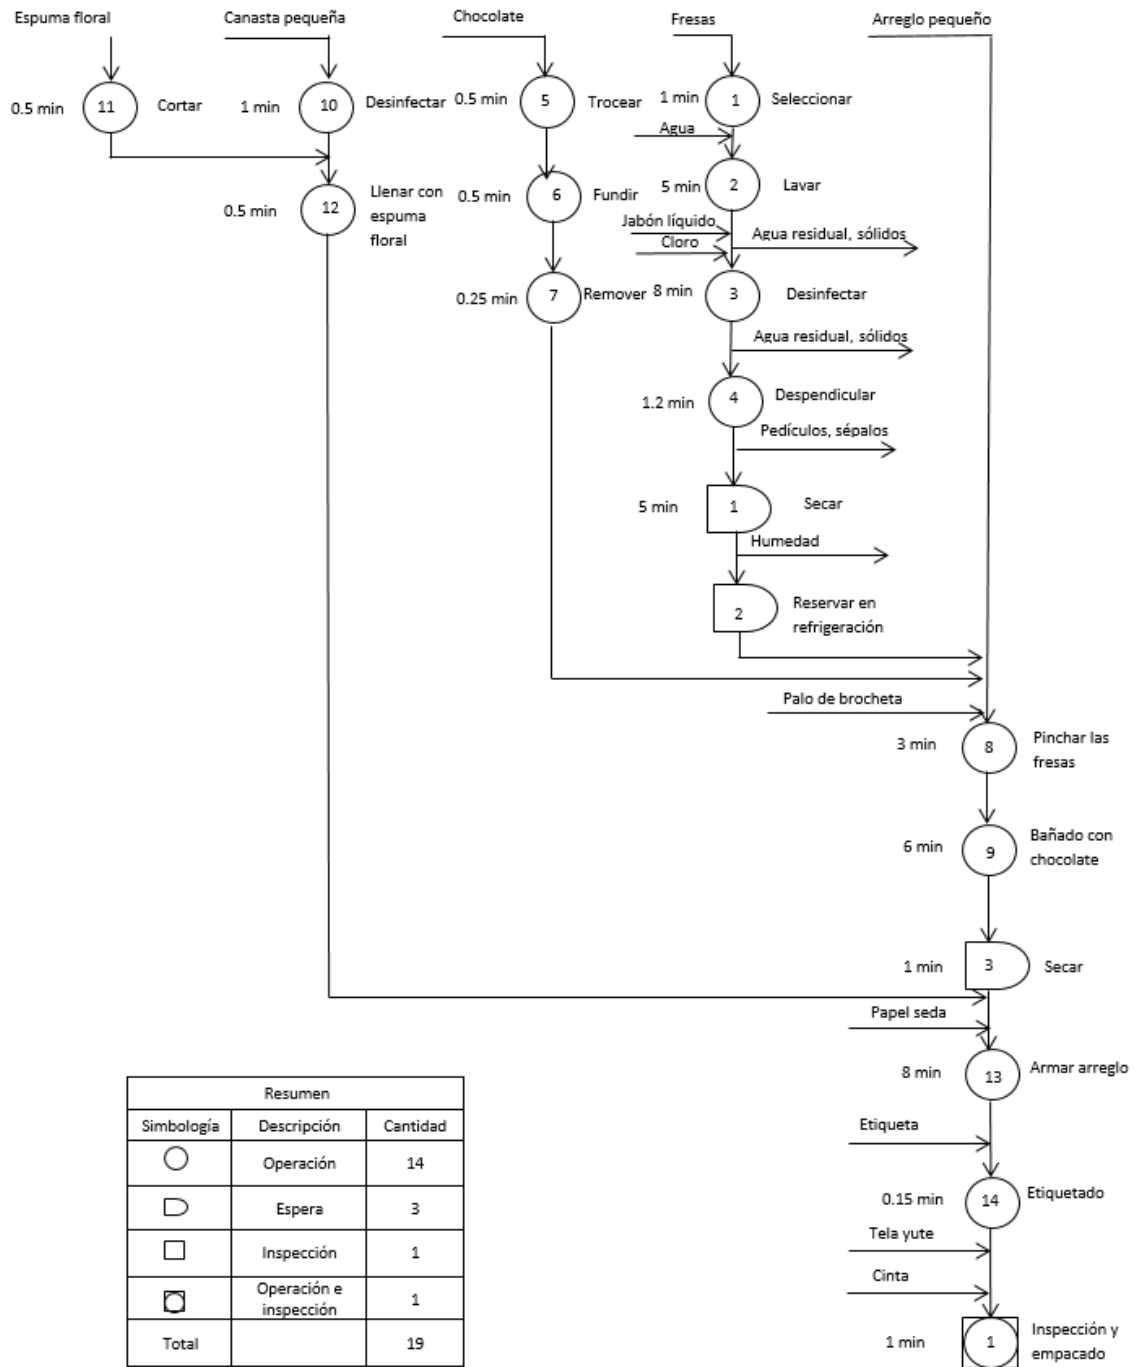 Espuma floral
Canasta pequeña
Chocolate
Fresas
Arreglo pequeño
0.5 min
11
Cortar
1 min
10
Desinfectar
0.5 min
5
Trocear
1 min
1
Seleccionar
Agua
0.5 min
12
Llenar con
espuma
floral
0.5 min
6
Fundir
5 min
2
Lavar
Jabón líquido
Cloro
Agua residual, sólidos
0.25 min
7
Remover
8 min
3
Desinfectar
Agua residual, sólidos
1.2 min
4
Despendicular
Pedículos, sépalos
5 min
1
Secar
Humedad
2
Reservar en
refrigeración
Palo de brocheta
3 min
8
Pinchar las
fresas
6 min
9
Bañado con
chocolate
1 min
3
Secar
Papel seda
8 min
13
Armar arreglo
Etiqueta
0.15 min
14
Etiquetado
Tela yute
Cinta
1 min
1
Inspección y
empacado
Resumen
Simbología
Descripción
Cantidad
Operación
14
Espera
3
Inspección
1
Operación e
inspección
1
Total
19